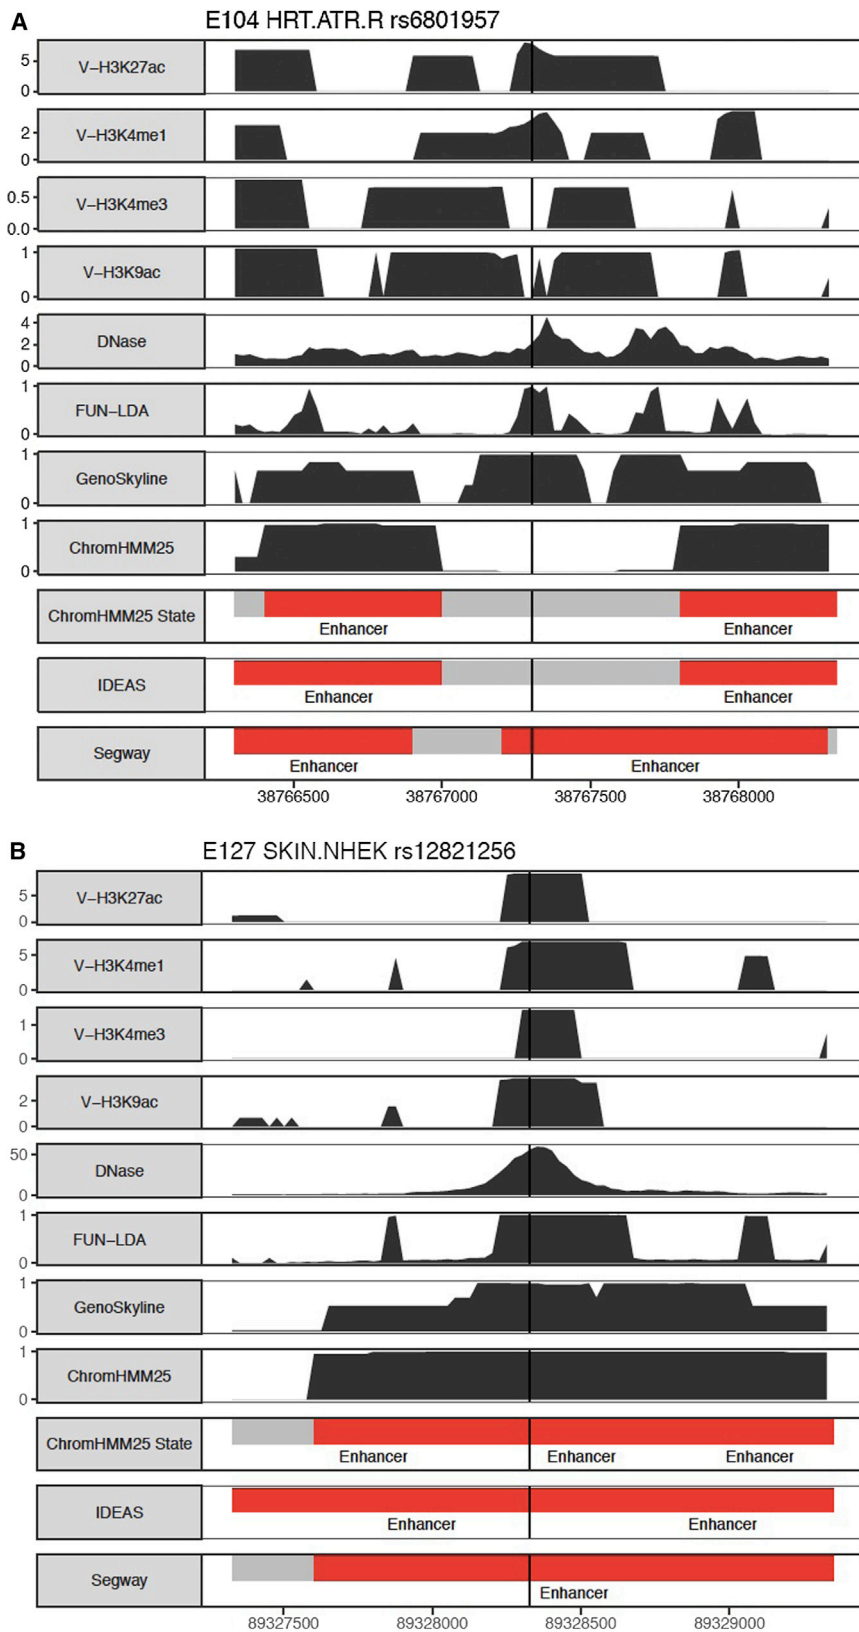 A
E104 HRT.ATR.R rs6801957
V-H3K27ac
5
0
V-H3K4me1
2
0
V-H3K4me3
0.5
0.0
V-H3K9ac
1
0
DNase
4
2
0
FUN-LDA
1
0
GenoSkyline
1
0
ChromHMM25
1
0
ChromHMM25 State
Enhancer Enhancer
IDEAS
Enhancer Enhancer
Segway
Enhancer Enhancer
38766500 38767000 38767500 38768000
B
E127 SKIN.NHEK rs12821256
V-H3K27ac
5
0
V-H3K4me1
5
0
V-H3K4me3
1
0
V-H3K9ac
2
0
DNase
50
0
FUN-LDA
1
0
GenoSkyline
1
0
ChromHMM25
1
0
ChromHMM25 State
Enhancer Enhancer Enhancer
IDEAS
Enhancer Enhancer
Segway
Enhancer
89327500 89328000 89328500 89329000